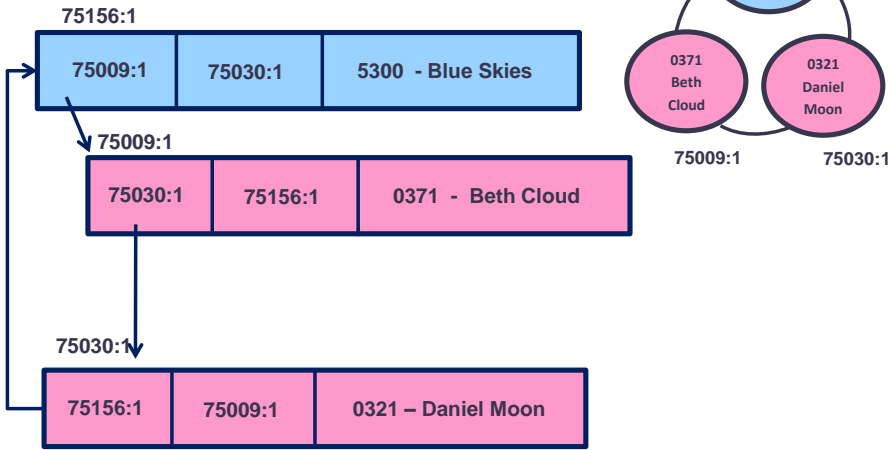 75156:1
75009:1 75030:1 5300 - Blue Skies
75009:1
75030:1 75156:1 0371 - Beth Cloud
75030:1
75156:1 75009:1 0321 – Daniel Moon
0371
Beth
Cloud
0321
Daniel
Moon
75009:1 75030:1